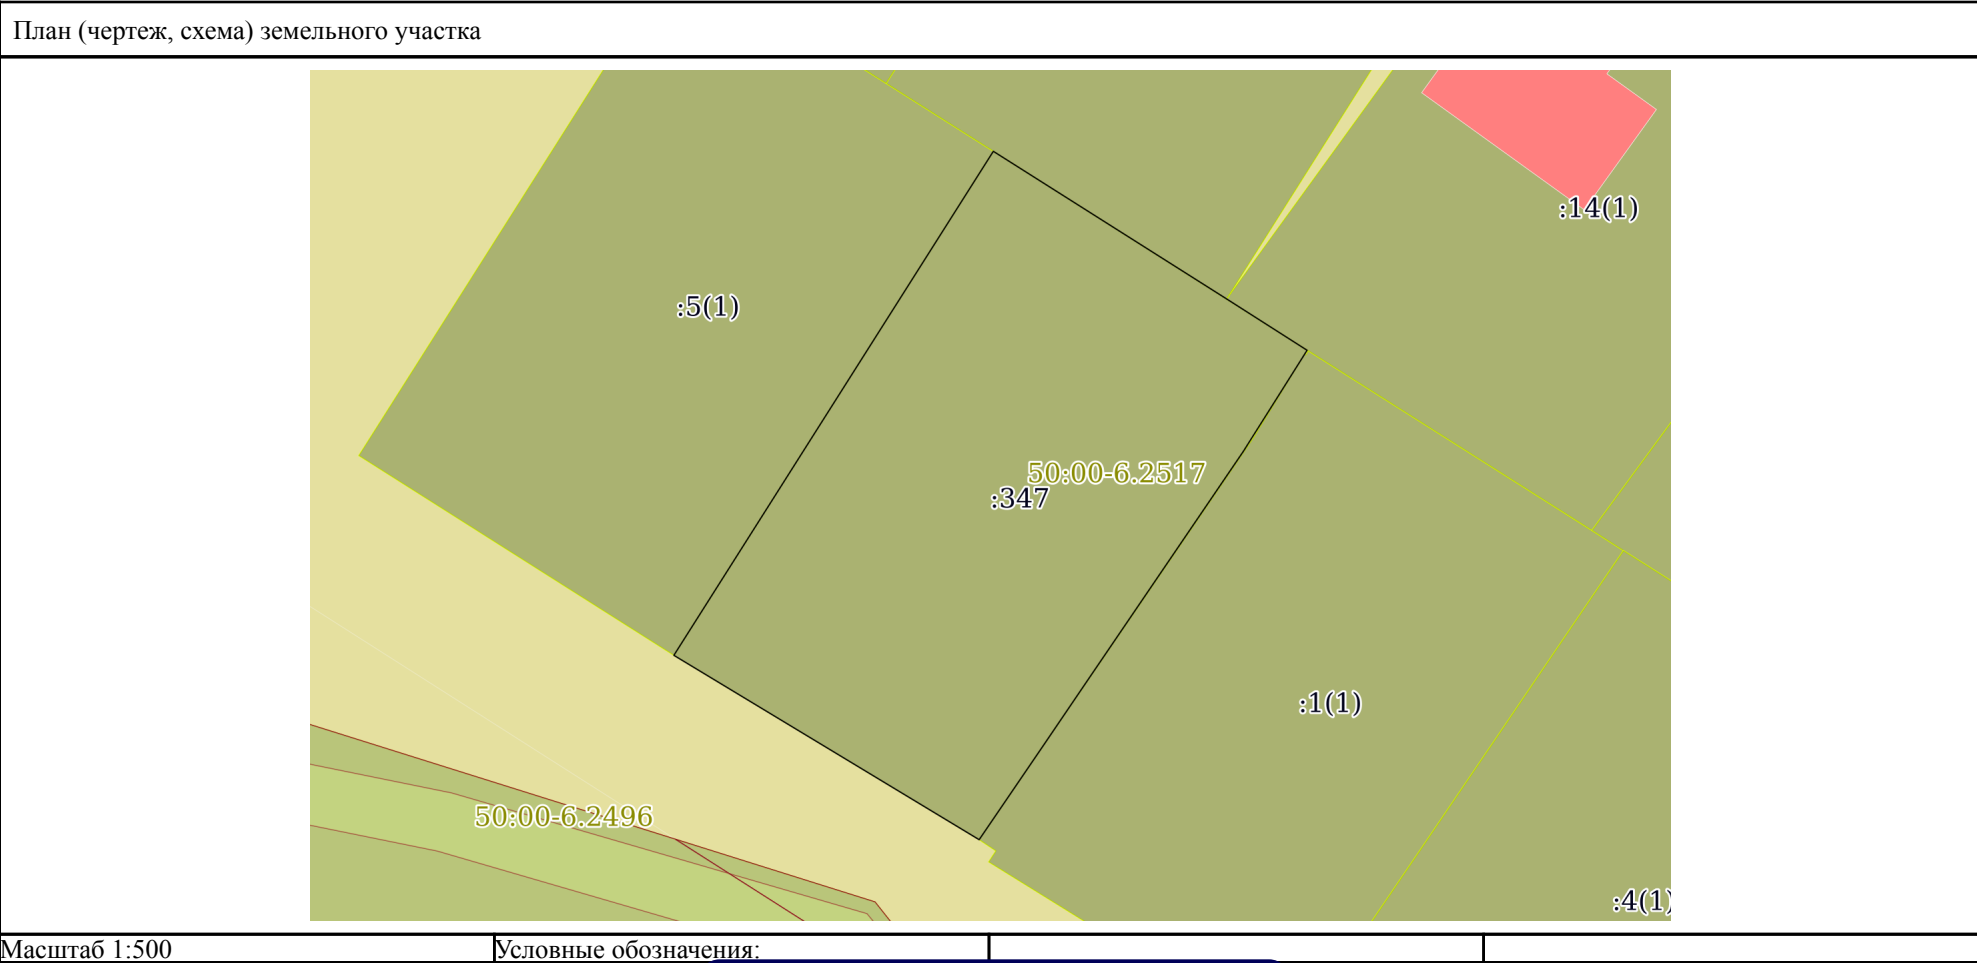 План (чертеж, схема) земельного участка
:14(1)
:5(1)
50:00-6.2517
:347
:1(1)
50:00-6.2496
:4(1)
Масштаб 1:500
Условные обозначения: